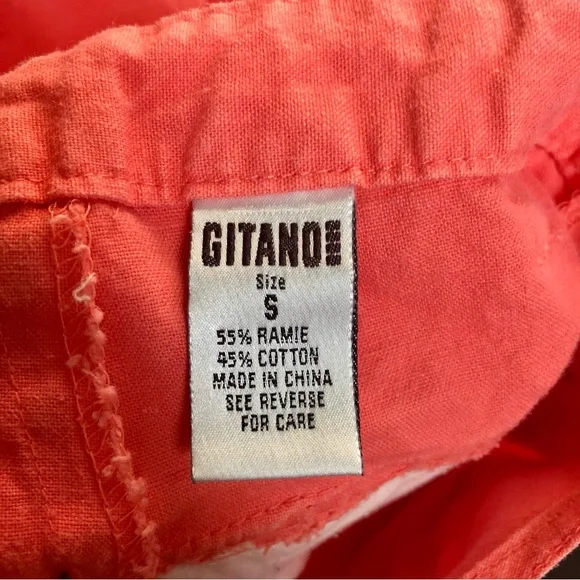 GITANO
Size
S
55% RAMIE
45% COTTON
MADE IN CHINA
SEE REVERSE
FOR CARE